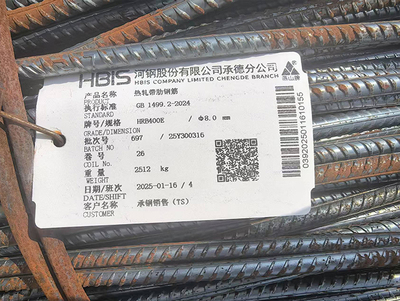 HBIS 河钢股份有限公司承德分公司
HBIS COMPANY LIMITED CHENGDE BRANCH
燕山牌
产品名称 热轧带肋钢筋
PRODUCT
执行标准 GB 1499.2-2024
STANDARD
牌号/规格 HRB400E / Φ8.0 mm
GRADE/DIMENSION
批次号 697 / 25Y300316
BATCH NO
卷号 26
COIL NO.
重量 2512 kg
WEIGHT
日期/班次 2025-01-16 / 4
DATE/SHIFT
客户名称 承钢销售 (TS)
CUSTOMER
0392025011610155